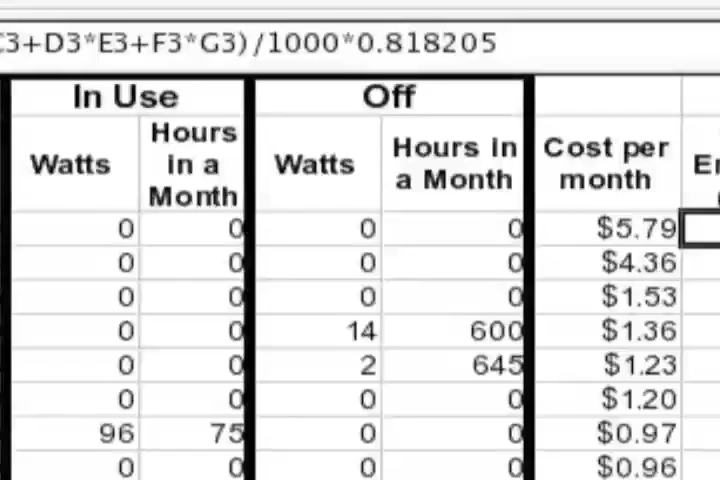 C3+D3*E3+F3*G3)/1000*0.818205
In Use Off
Watts Hours in a Month Watts Hours in a Month Cost per month
0 0 0 0 $5.79
0 0 0 0 $4.36
0 0 0 0 $1.53
0 0 14 600 $1.36
0 0 2 645 $1.23
0 0 0 0 $1.20
96 75 0 0 $0.97
0 0 0 0 $0.96